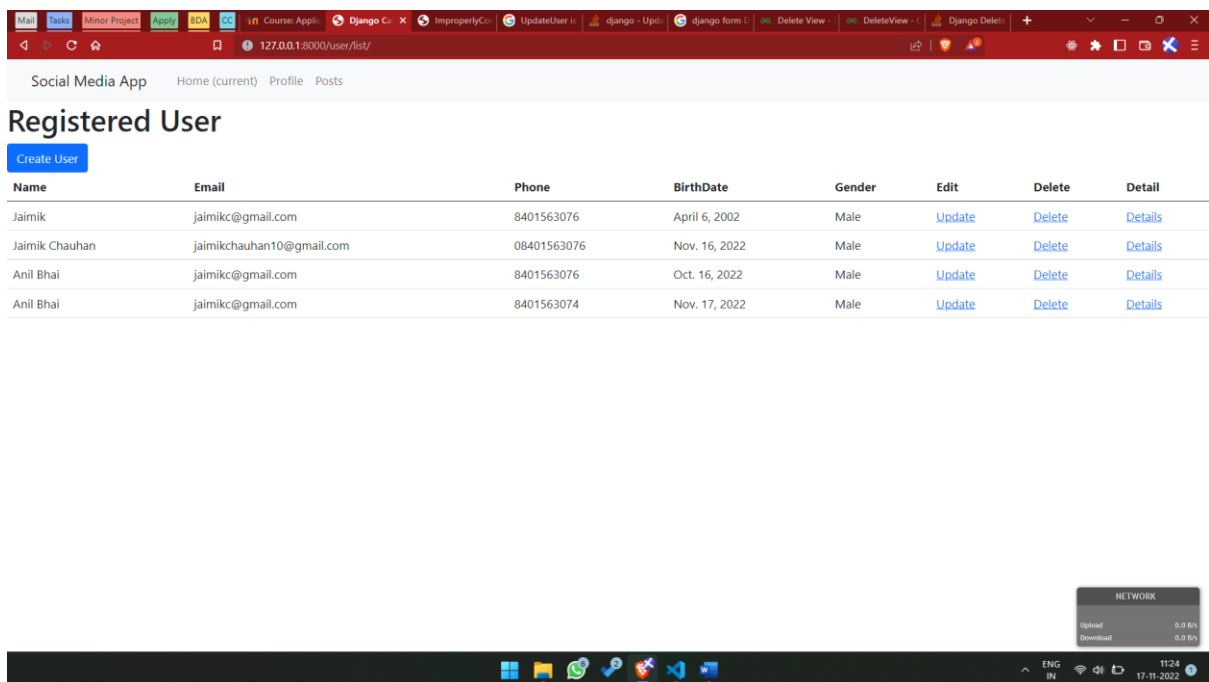 Mail Tasks Minor Project Apply BDA CC in Course: Applic Django Ca ImproperlyCon UpdateUser is django - Upda django form D Delete View - DeleteView - G Django Delete
127.0.0.1:8000/user/list/
Social Media App Home (current) Profile Posts
Registered User
Create User
Name Email Phone BirthDate Gender Edit Delete Detail
Jaimik jaimikc@gmail.com 8401563076 April 6, 2002 Male Update Delete Details
Jaimik Chauhan jaimikchauhan10@gmail.com 08401563076 Nov. 16, 2022 Male Update Delete Details
Anil Bhai jaimikc@gmail.com 8401563076 Oct. 16, 2022 Male Update Delete Details
Anil Bhai jaimikc@gmail.com 8401563074 Nov. 17, 2022 Male Update Delete Details
NETWORK
Upload 0.0 B/s
Download 0.0 B/s
ENG 11:24
IN 17-11-2022